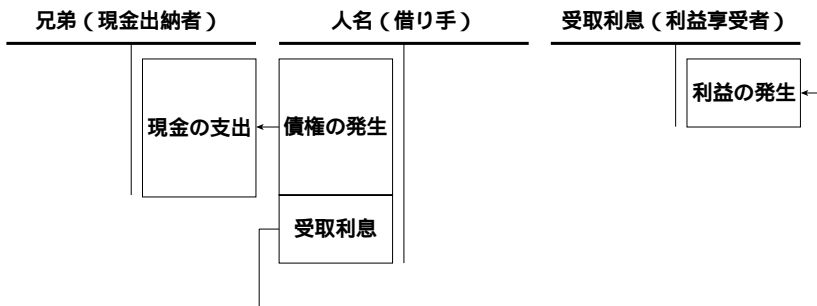 兄弟（現金出納者）
人名（借り手）
受取利息（利益享受者）
現金の支出
債権の発生
利益の発生
受取利息